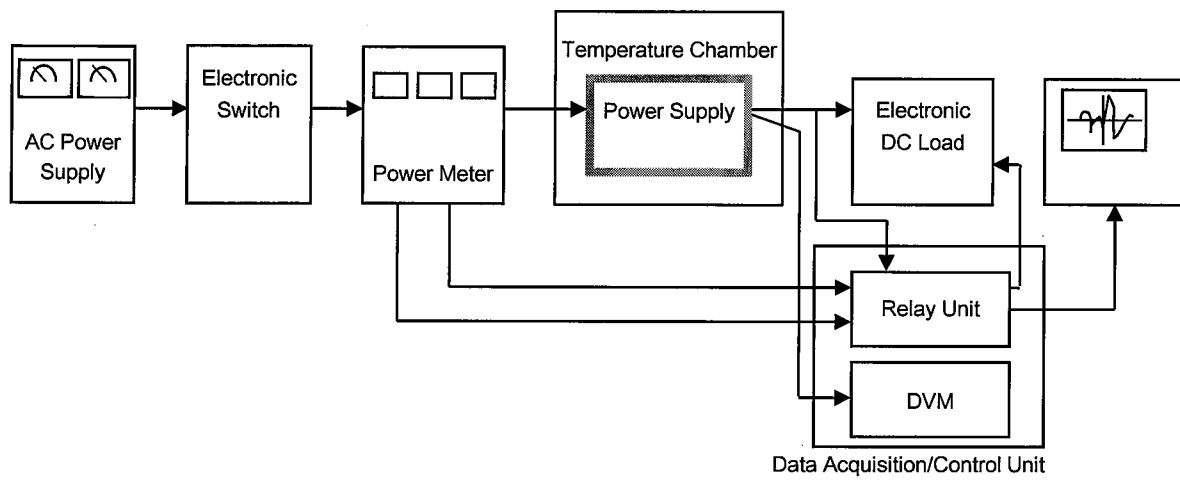 AC Power
Supply
Electronic
Switch
Power Meter
Temperature Chamber
Power Supply
Electronic
DC Load
Relay Unit
DVM
Data Acquisition/Control Unit